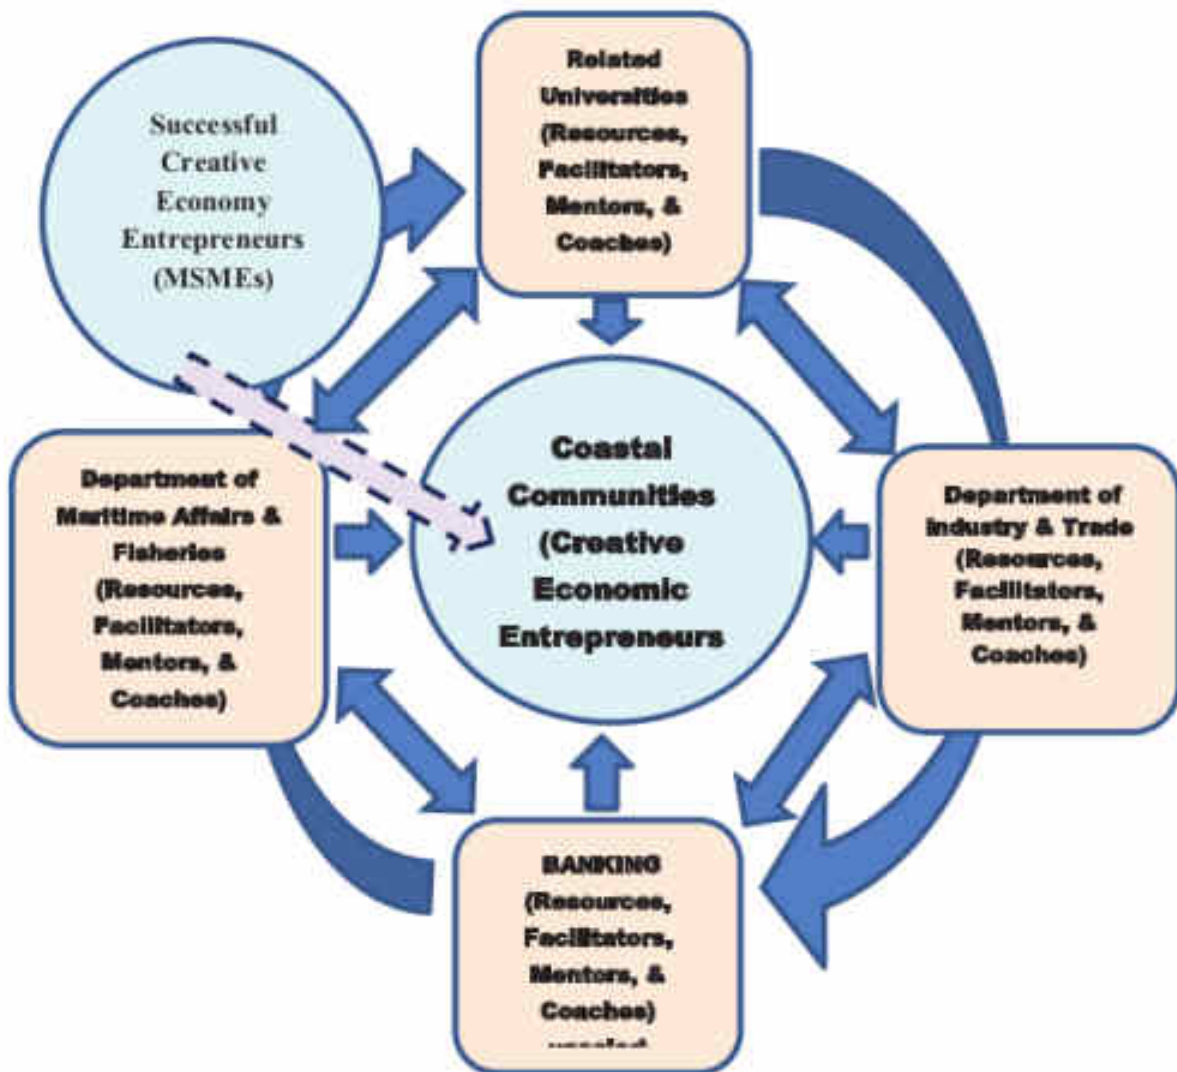 Successful
Creative
Economy
Entrepreneurs
(MSMEs)
Related
Universities
(Resources,
Facilitators,
Mentors, &
Coaches)
Coastal
Communities
(Creative
Economic
Entrepreneurs
Department of
Maritime Affairs &
Fisheries
(Resources,
Facilitators,
Mentors, &
Coaches)
Department of
Industry & Trade
(Resources,
Facilitators,
Mentors, &
Coaches)
BANKING
(Resources,
Facilitators,
Mentors, &
Coaches)